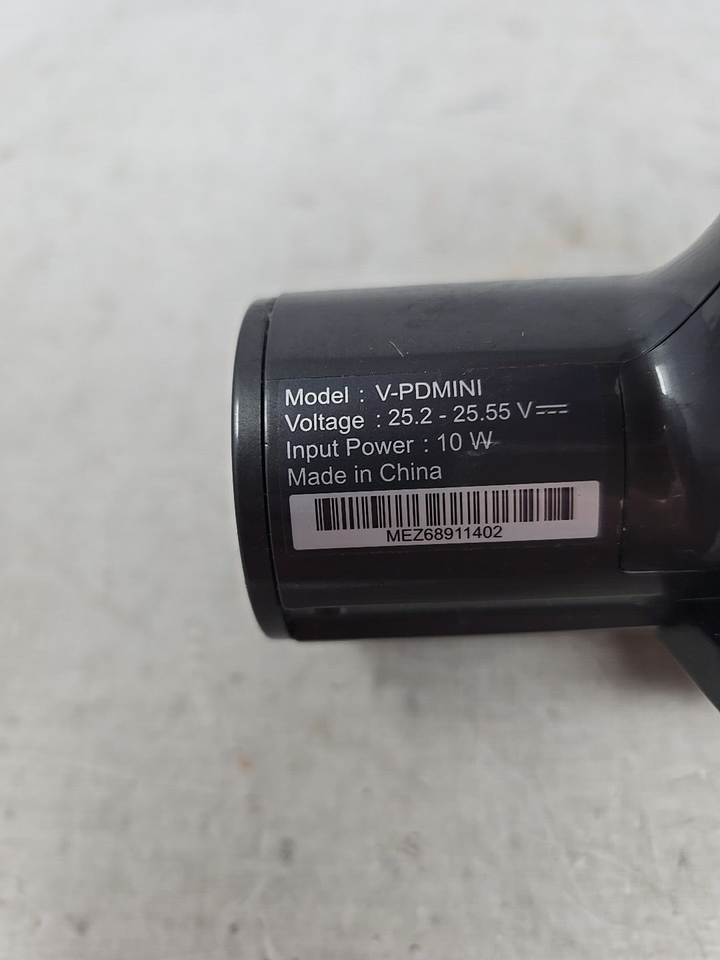 Model : V-PDMINI
Voltage : 25.2 - 25.55 V⎓
Input Power : 10 W
Made in China
MEZ68911402